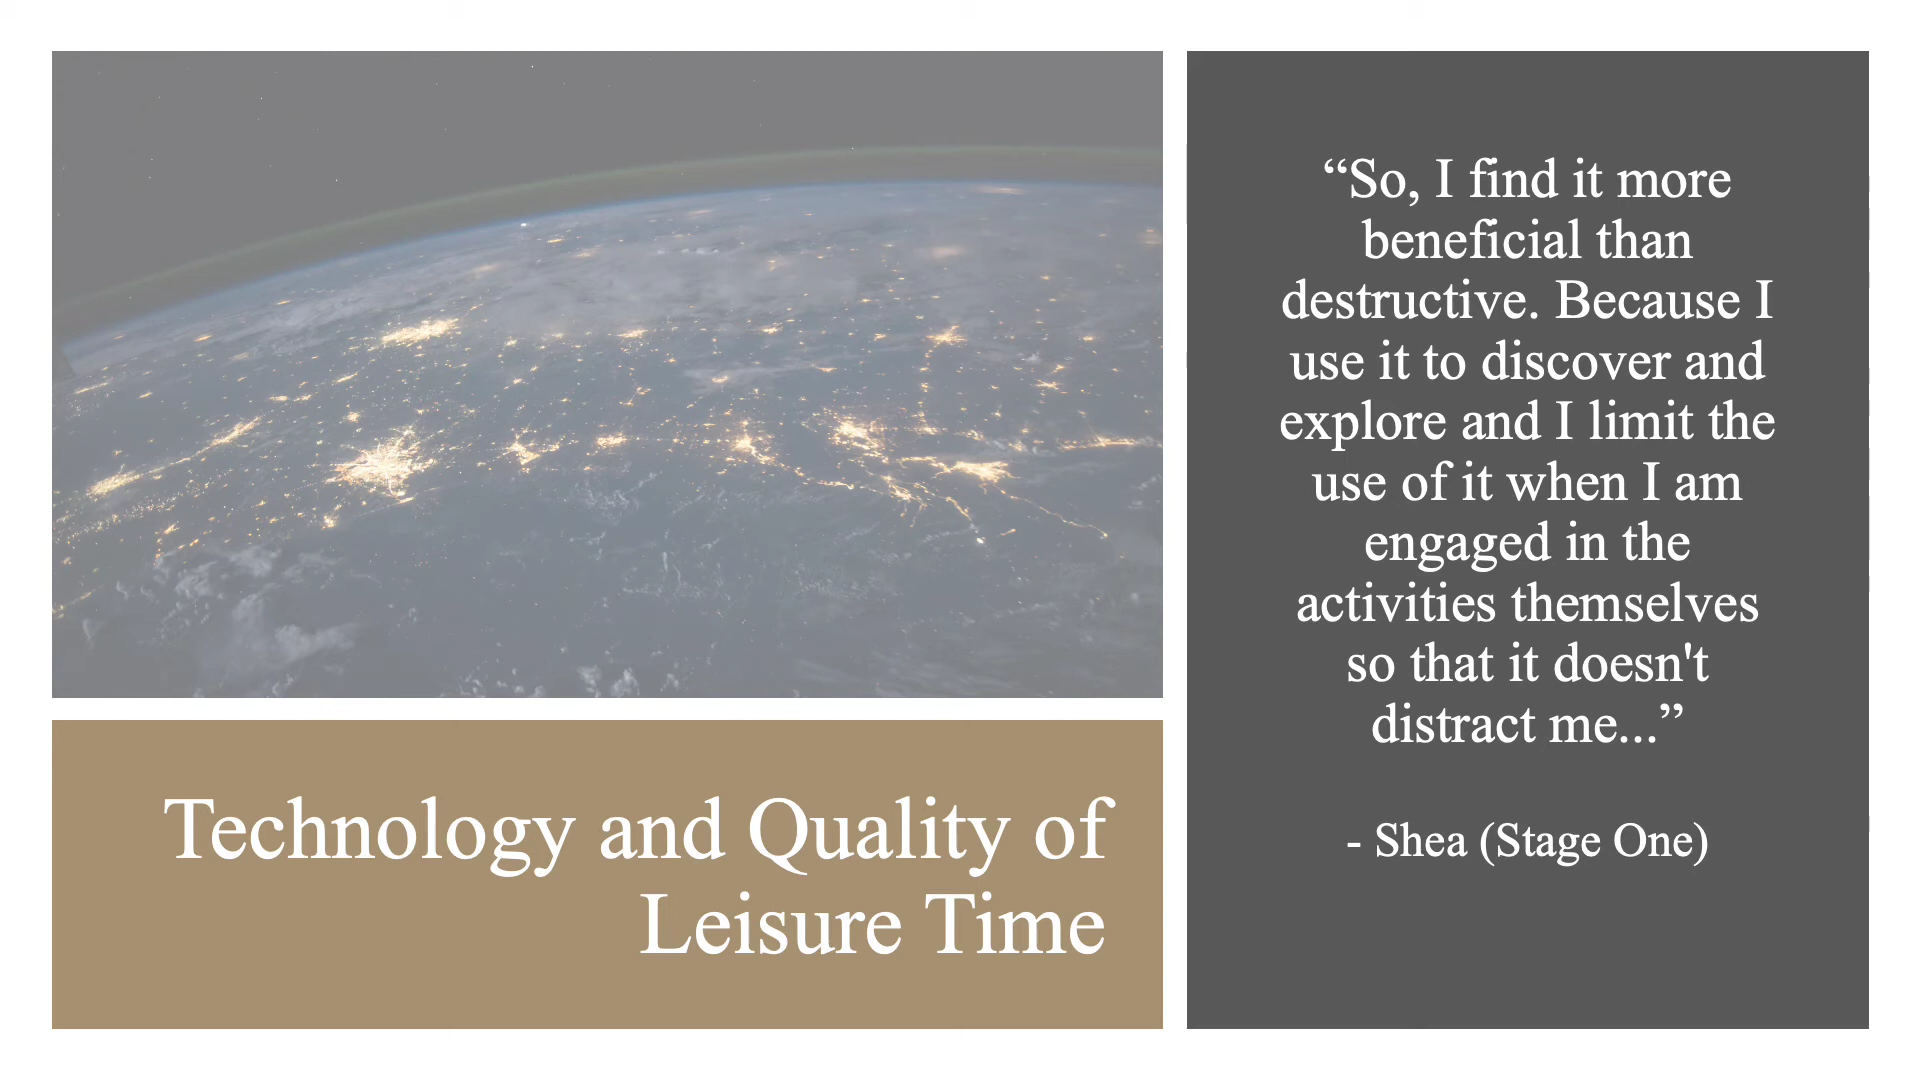 Technology and Quality of
Leisure Time
“So, I find it more
beneficial than
destructive. Because I
use it to discover and
explore and I limit the
use of it when I am
engaged in the
activities themselves
so that it doesn't
distract me...”
- Shea (Stage One)